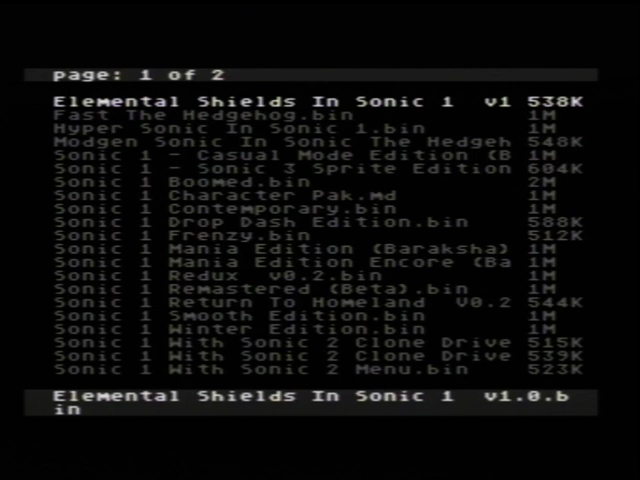 page: 1 of 2
Elemental Shields In Sonic 1  v1 538K
Fast The Hedgehog.bin 1M
Hyper Sonic In Sonic 1.bin 1M
Modgen Sonic In Sonic The Hedgeh 548K
Sonic 1 - Casual Mode Edition (B 1M
Sonic 1 - Sonic 3 Sprite Edition 604K
Sonic 1 Boomed.bin 2M
Sonic 1 Character Pak.md 1M
Sonic 1 Contemporary.bin 1M
Sonic 1 Drop Dash Edition.bin 588K
Sonic 1 Frenzy.bin 512K
Sonic 1 Mania Edition (Baraksha) 1M
Sonic 1 Mania Edition Encore (Ba 1M
Sonic 1 Redux  v0.2.bin 1M
Sonic 1 Remastered (Beta).bin 1M
Sonic 1 Return To Homeland  V0.2 544K
Sonic 1 Smooth Edition.bin 1M
Sonic 1 Winter Edition.bin 1M
Sonic 1 With Sonic 2 Clone Drive 515K
Sonic 1 With Sonic 2 Clone Drive 539K
Sonic 1 With Sonic 2 Menu.bin 523K
Elemental Shields In Sonic 1  v1.0.b
in